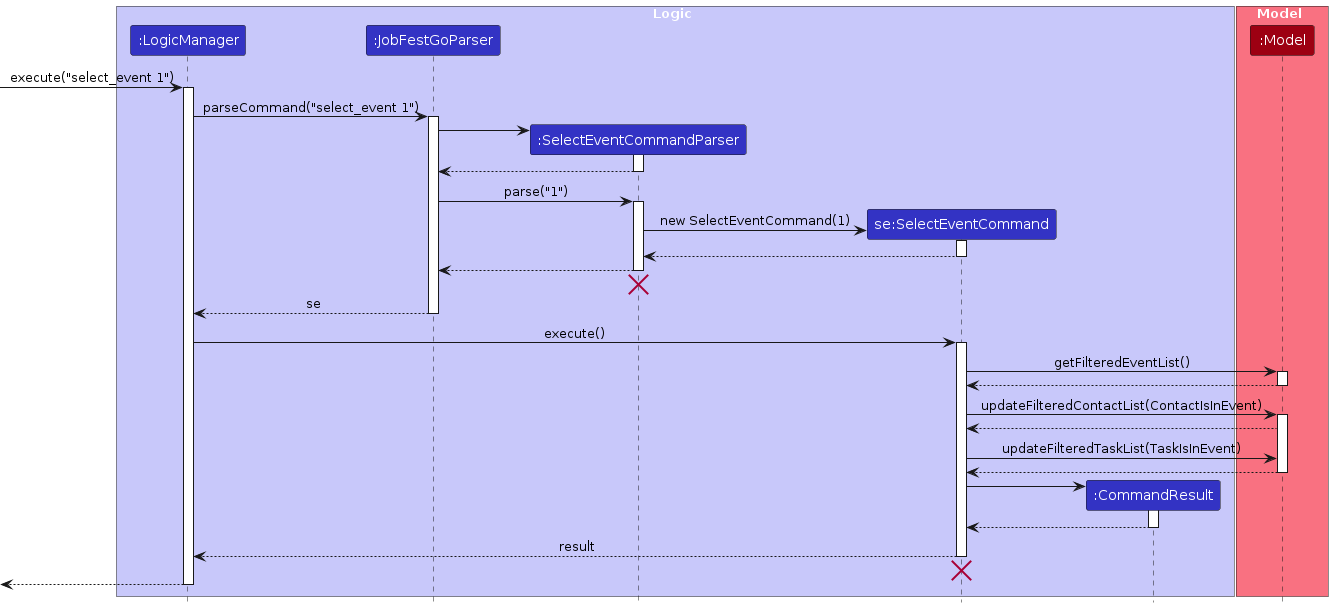 Logic
Model
:LogicManager
:JobFestGoParser
:Model
execute("select_event 1")
parseCommand("select_event 1")
:SelectEventCommandParser
parse("1")
new SelectEventCommand(1)
se:SelectEventCommand
se
execute()
getFilteredEventList()
updateFilteredContactList(ContactIsInEvent)
updateFilteredTaskList(TaskIsInEvent)
:CommandResult
result